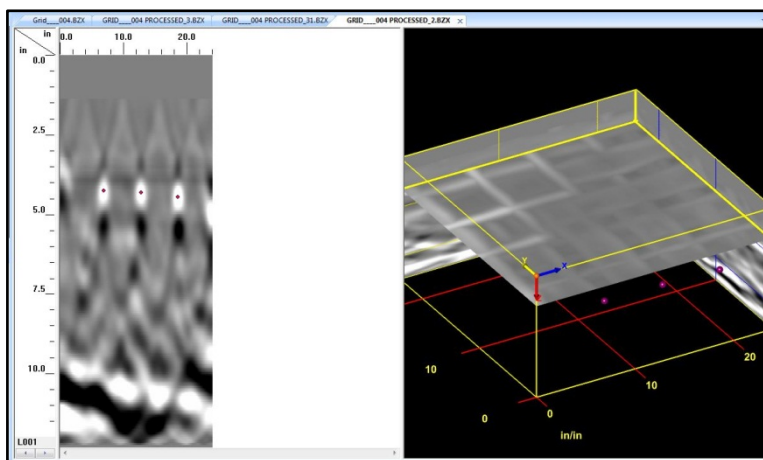 Grid___004.BZX
GRID___004 PROCESSED_3.BZX
GRID___004 PROCESSED_31.BZX
GRID___004 PROCESSED_2.BZX
in
0.0
10.0
20.0
in
0.0
2.5
5.0
7.5
10.0
L001
Y
X
10
0
0
10
20
in/in